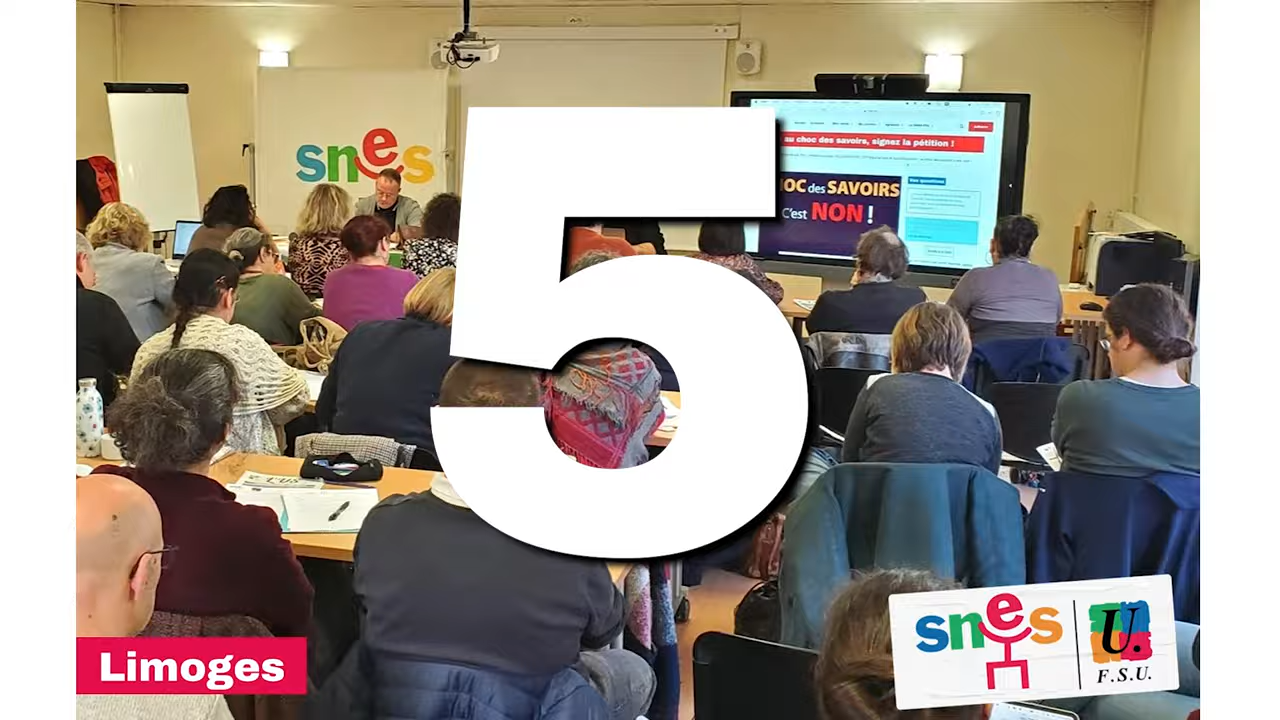 snes
au choc des savoirs, signez la pétition !
HOC des SAVOIRS
C'est NON !
5
Limoges
snes
U.
F.S.U.